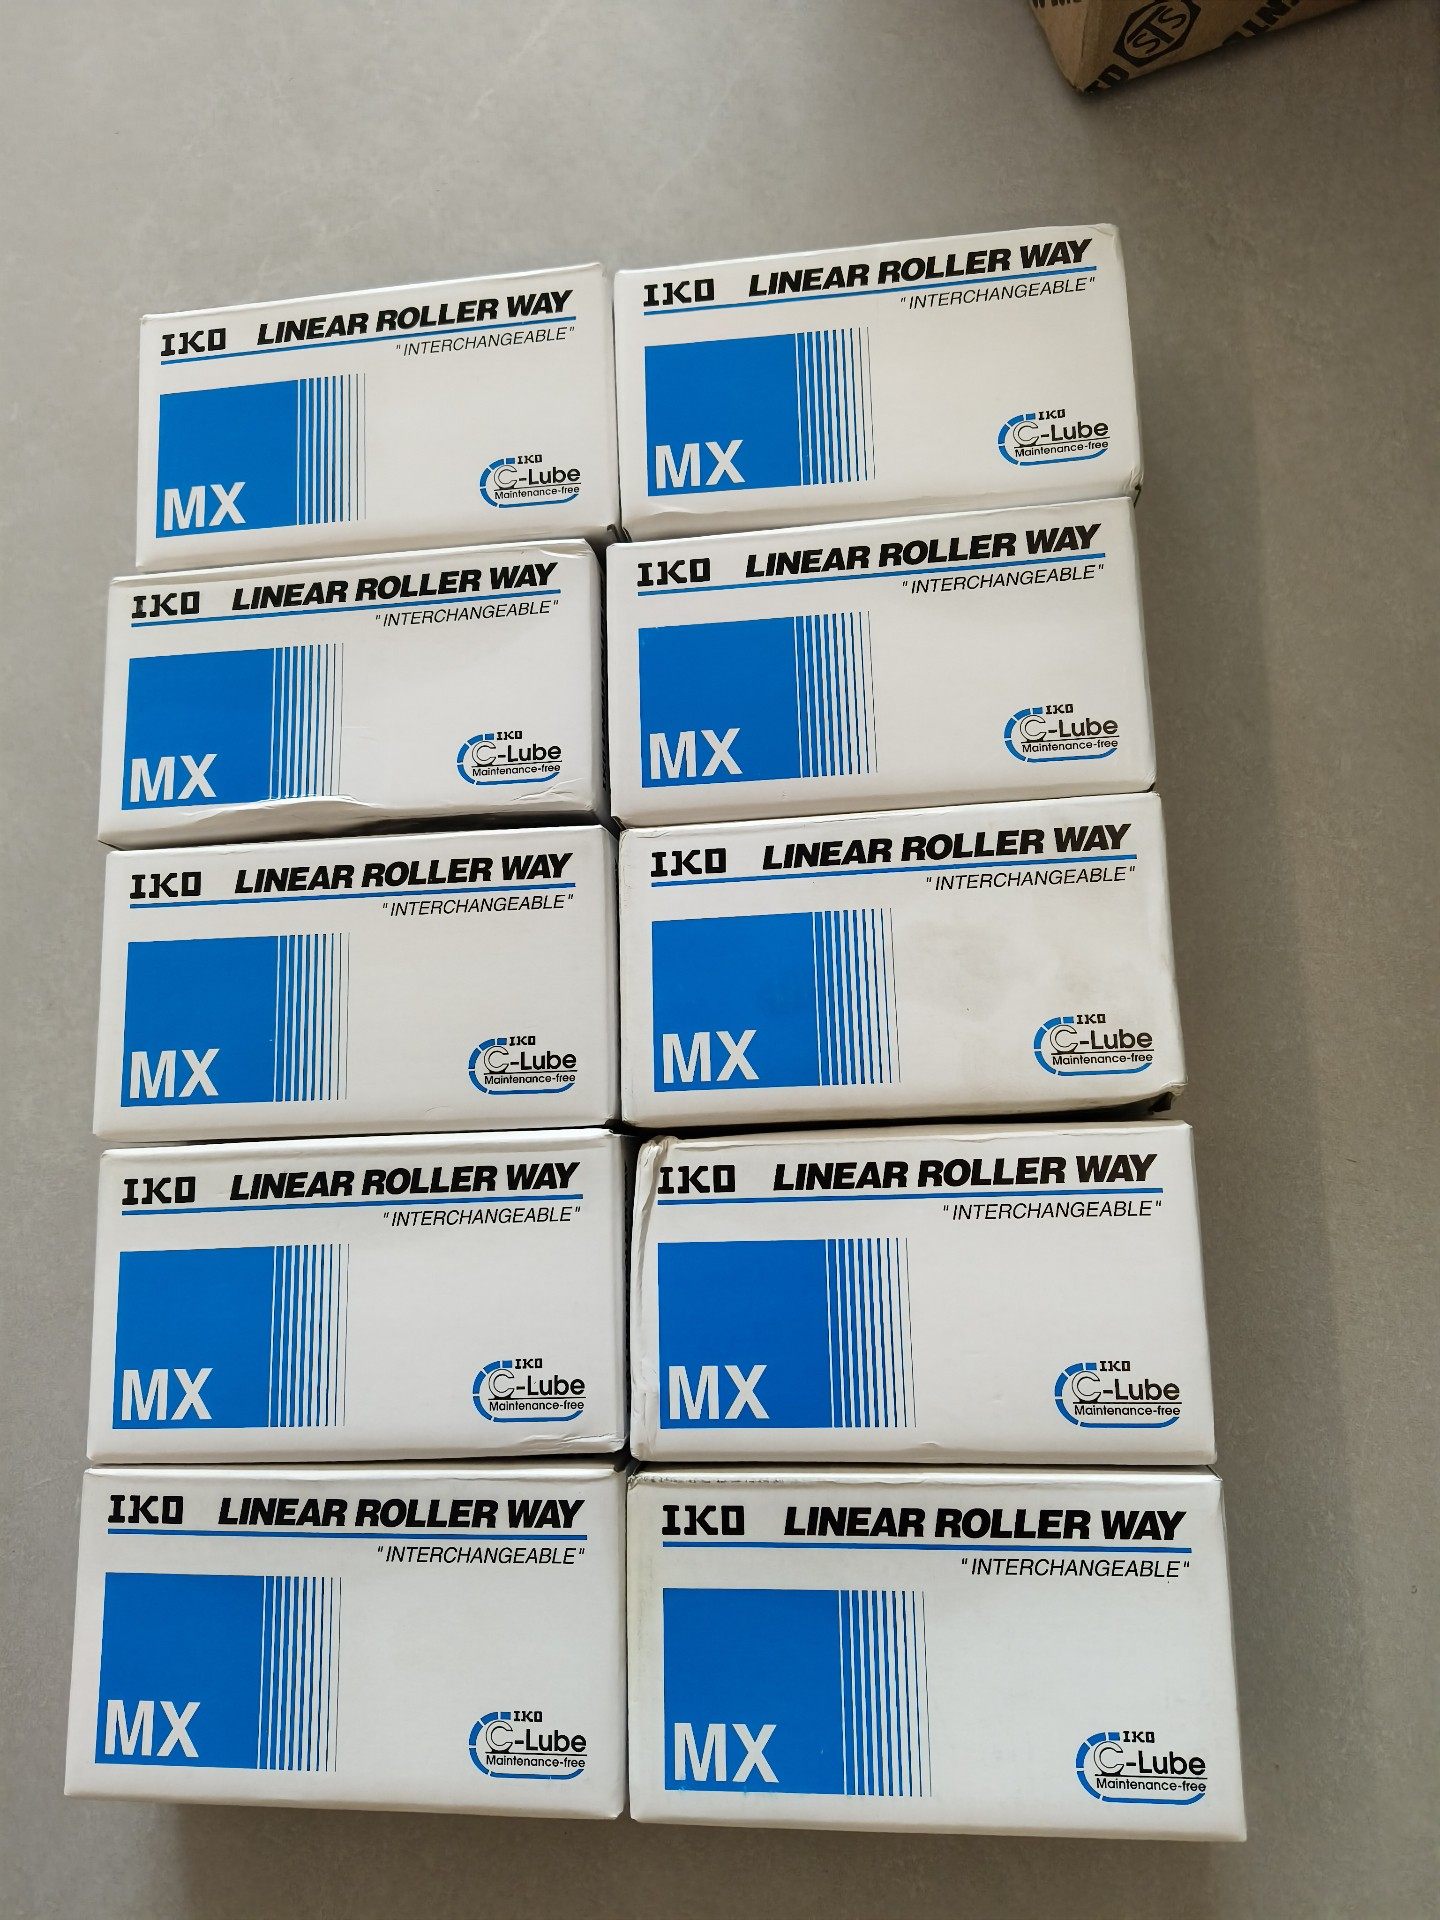 STS
IKO LINEAR ROLLER WAY
"INTERCHANGEABLE"
MX
IKO
C-Lube
Maintenance-free
IKO LINEAR ROLLER WAY
"INTERCHANGEABLE"
MX
IKO
C-Lube
Maintenance-free
IKO LINEAR ROLLER WAY
"INTERCHANGEABLE"
MX
IKO
C-Lube
Maintenance-free
IKO LINEAR ROLLER WAY
"INTERCHANGEABLE"
MX
IKO
C-Lube
Maintenance-free
IKO LINEAR ROLLER WAY
"INTERCHANGEABLE"
MX
IKO
C-Lube
Maintenance-free
IKO LINEAR ROLLER WAY
"INTERCHANGEABLE"
MX
IKO
C-Lube
Maintenance-free
IKO LINEAR ROLLER WAY
"INTERCHANGEABLE"
MX
IKO
C-Lube
Maintenance-free
IKO LINEAR ROLLER WAY
"INTERCHANGEABLE"
MX
IKO
C-Lube
Maintenance-free
IKO LINEAR ROLLER WAY
"INTERCHANGEABLE"
MX
IKO
C-Lube
Maintenance-free
IKO LINEAR ROLLER WAY
"INTERCHANGEABLE"
MX
IKO
C-Lube
Maintenance-free